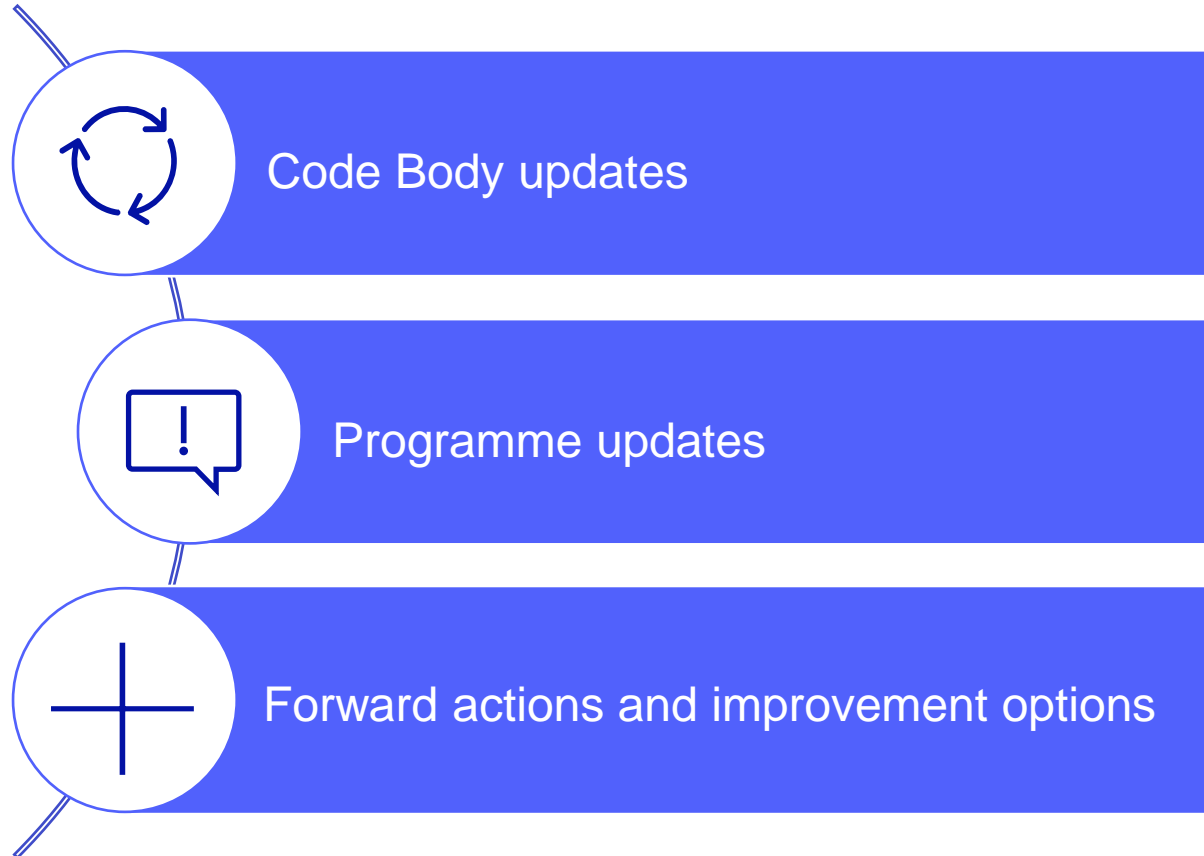 Code Body updates
Programme updates
Forward actions and improvement options